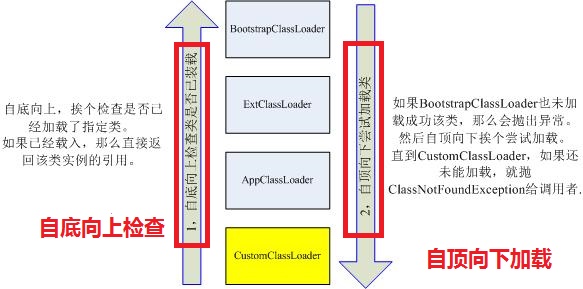 自底向上，挨个检查是否已
经加载了指定类。
如果已经载入，那么直接返
回该类实例的引用。
自底向上检查
1，自底向上检查类是否已装载
BootstrapClassLoader
ExtClassLoader
AppClassLoader
CustomClassLoader
2，自顶向下尝试加载类
如果BootstrapClassLoader也未加
载成功该类，那么会抛出异常。
然后自顶向下挨个尝试加载。
直到CustomClassLoader，如果还
未能加载，就抛
ClassNotFoundException给调用者.
自顶向下加载